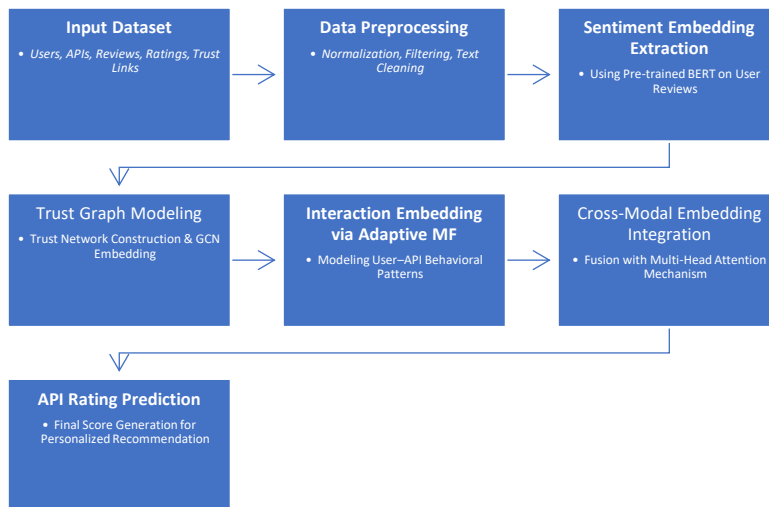 Input Dataset
• Users, APIs, Reviews, Ratings, Trust
Links
Data Preprocessing
• Normalization, Filtering, Text
Cleaning
Sentiment Embedding
Extraction
• Using Pre-trained BERT on User
Reviews
Trust Graph Modeling
• Trust Network Construction & GCN
Embedding
Interaction Embedding
via Adaptive MF
• Modeling User–API Behavioral
Patterns
Cross-Modal Embedding
Integration
• Fusion with Multi-Head Attention
Mechanism
API Rating Prediction
• Final Score Generation for
Personalized Recommendation